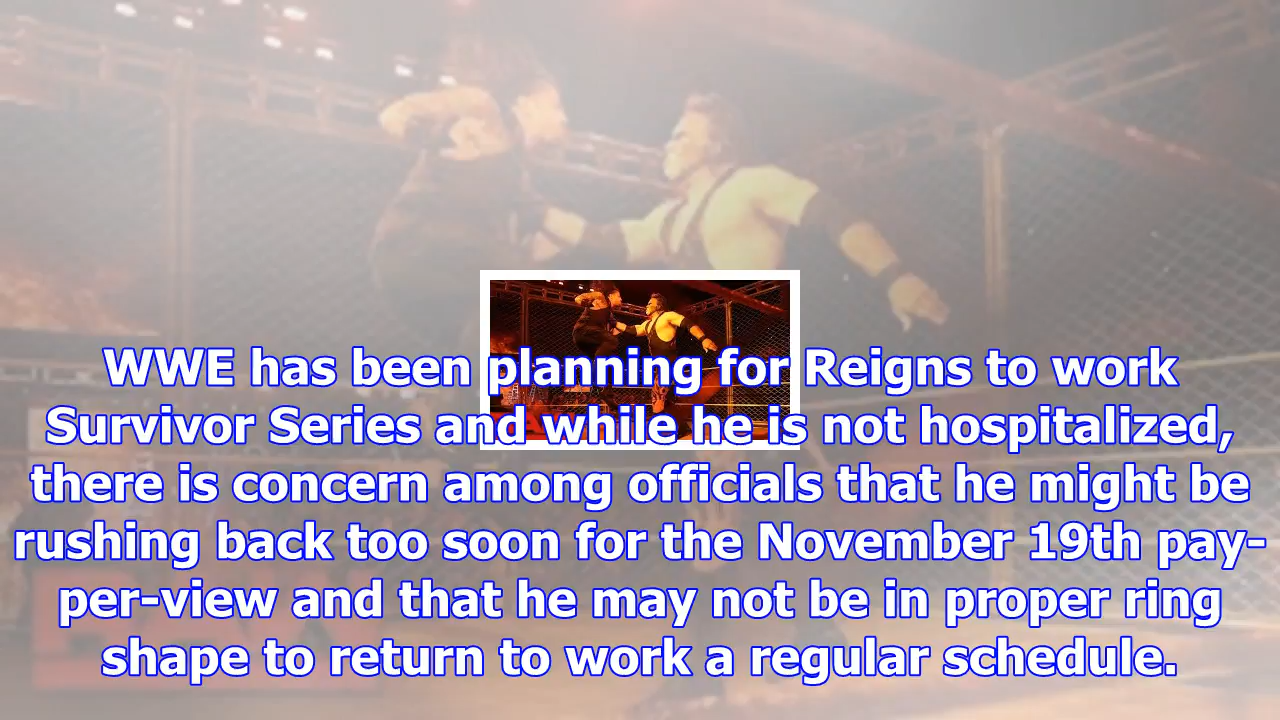 WWE has been planning for Reigns to work
Survivor Series and while he is not hospitalized,
there is concern among officials that he might be
rushing back too soon for the November 19th pay-
per-view and that he may not be in proper ring
shape to return to work a regular schedule.